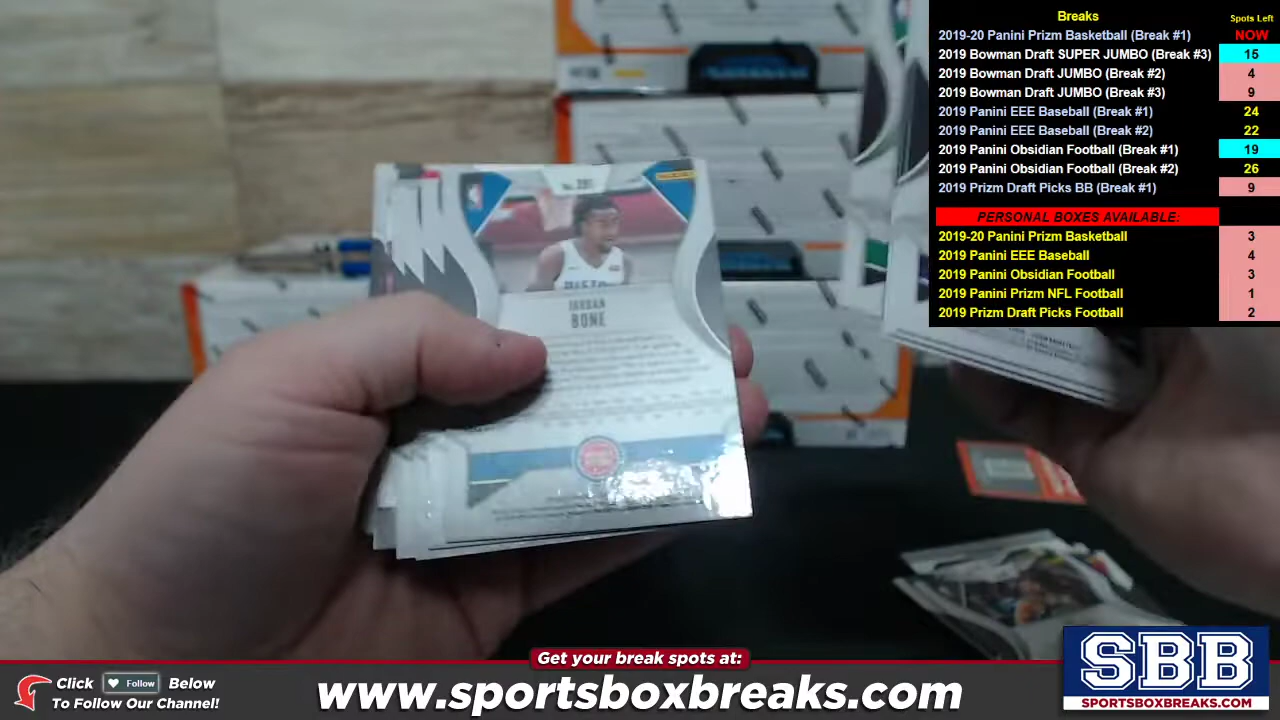 Breaks Spots Left
2019-20 Panini Prizm Basketball (Break #1) NOW
2019 Bowman Draft SUPER JUMBO (Break #3) 15
2019 Bowman Draft JUMBO (Break #2) 4
2019 Bowman Draft JUMBO (Break #3) 9
2019 Panini EEE Baseball (Break #1) 24
2019 Panini EEE Baseball (Break #2) 22
2019 Panini Obsidian Football (Break #1) 19
2019 Panini Obsidian Football (Break #2) 26
2019 Prizm Draft Picks BB (Break #1) 9
PERSONAL BOXES AVAILABLE:
2019-20 Panini Prizm Basketball 3
2019 Panini EEE Baseball 4
2019 Panini Obsidian Football 3
2019 Panini Prizm NFL Football 1
2019 Prizm Draft Picks Football 2
JORDAN
BONE
Get your break spots at:
Click Follow Below
To Follow Our Channel!
www.sportsboxbreaks.com
SBB
SPORTSBOXBREAKS.COM